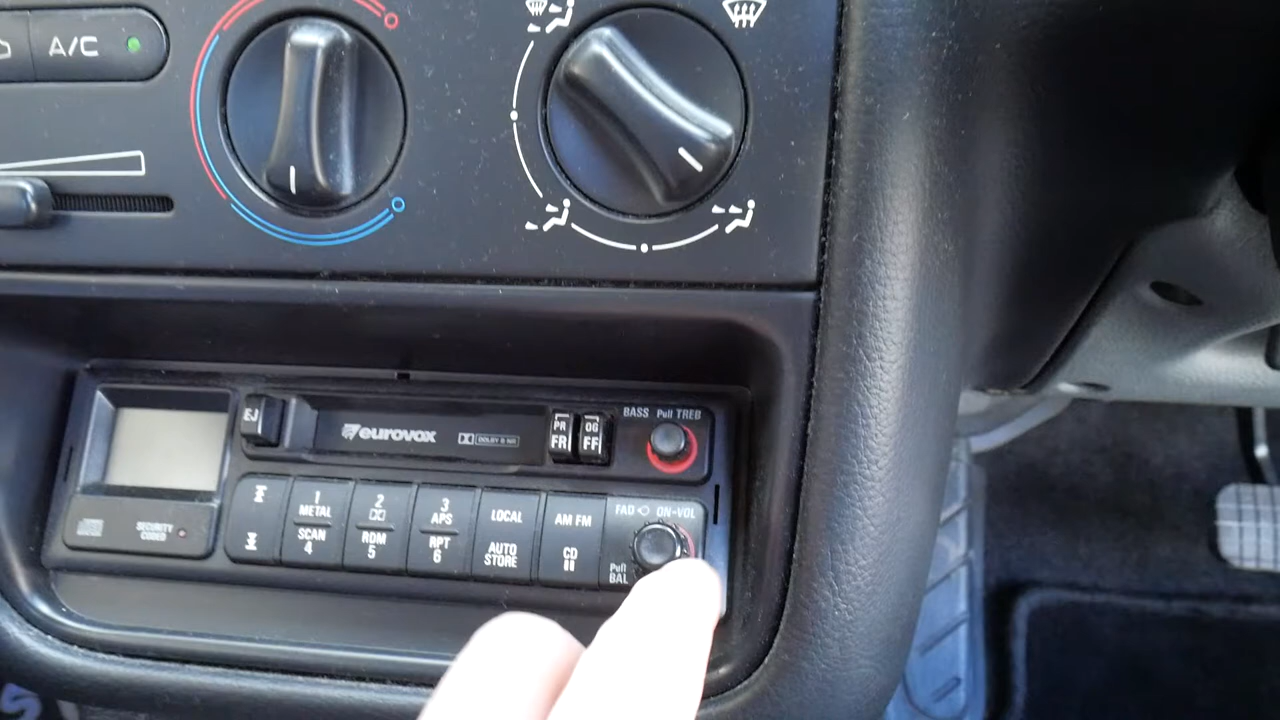 A/C
EJ
eurovox
DOLBY B NR
PR
FR
DG
FF
BASS Pull TREB
1
METAL
SCAN
4
2
RDM
5
3
APS
RPT
6
LOCAL
AUTO
STORE
AM FM
CD
FAD ON-VOL
Pull
BAL
SECURITY
CODED